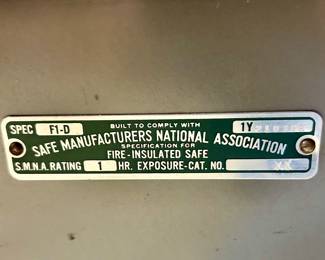 SPEC F1-D BUILT TO COMPLY WITH 1Y
SAFE MANUFACTURERS NATIONAL ASSOCIATION
SPECIFICATION FOR
FIRE-INSULATED SAFE
S.M.N.A. RATING 1 HR. EXPOSURE-CAT. NO.